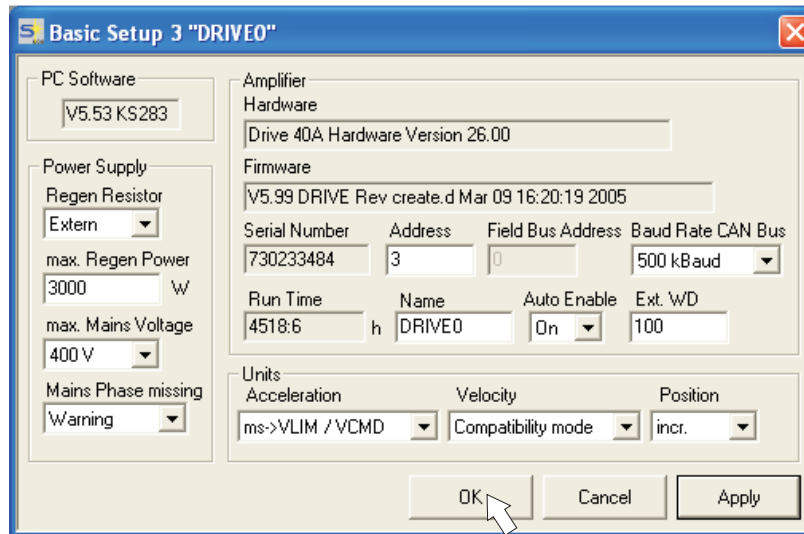 Basic Setup 3 "DRIVE0"
PC Software
V5.53 KS283
Power Supply
Regen Resistor
Extern
max. Regen Power
3000 W
max. Mains Voltage
400 V
Mains Phase missing
Warning
Amplifier
Hardware
Drive 40A Hardware Version 26.00
Firmware
V5.99 DRIVE Rev create.d Mar 09 16:20:19 2005
Serial Number Address Field Bus Address Baud Rate CAN Bus
730233484 3 0 500 kBaud
Run Time Name Auto Enable Ext. WD
4518:6 h DRIVE0 On 100
Units
Acceleration Velocity Position
ms->VLIM / VCMD Compatibility mode incr.
OK Cancel Apply